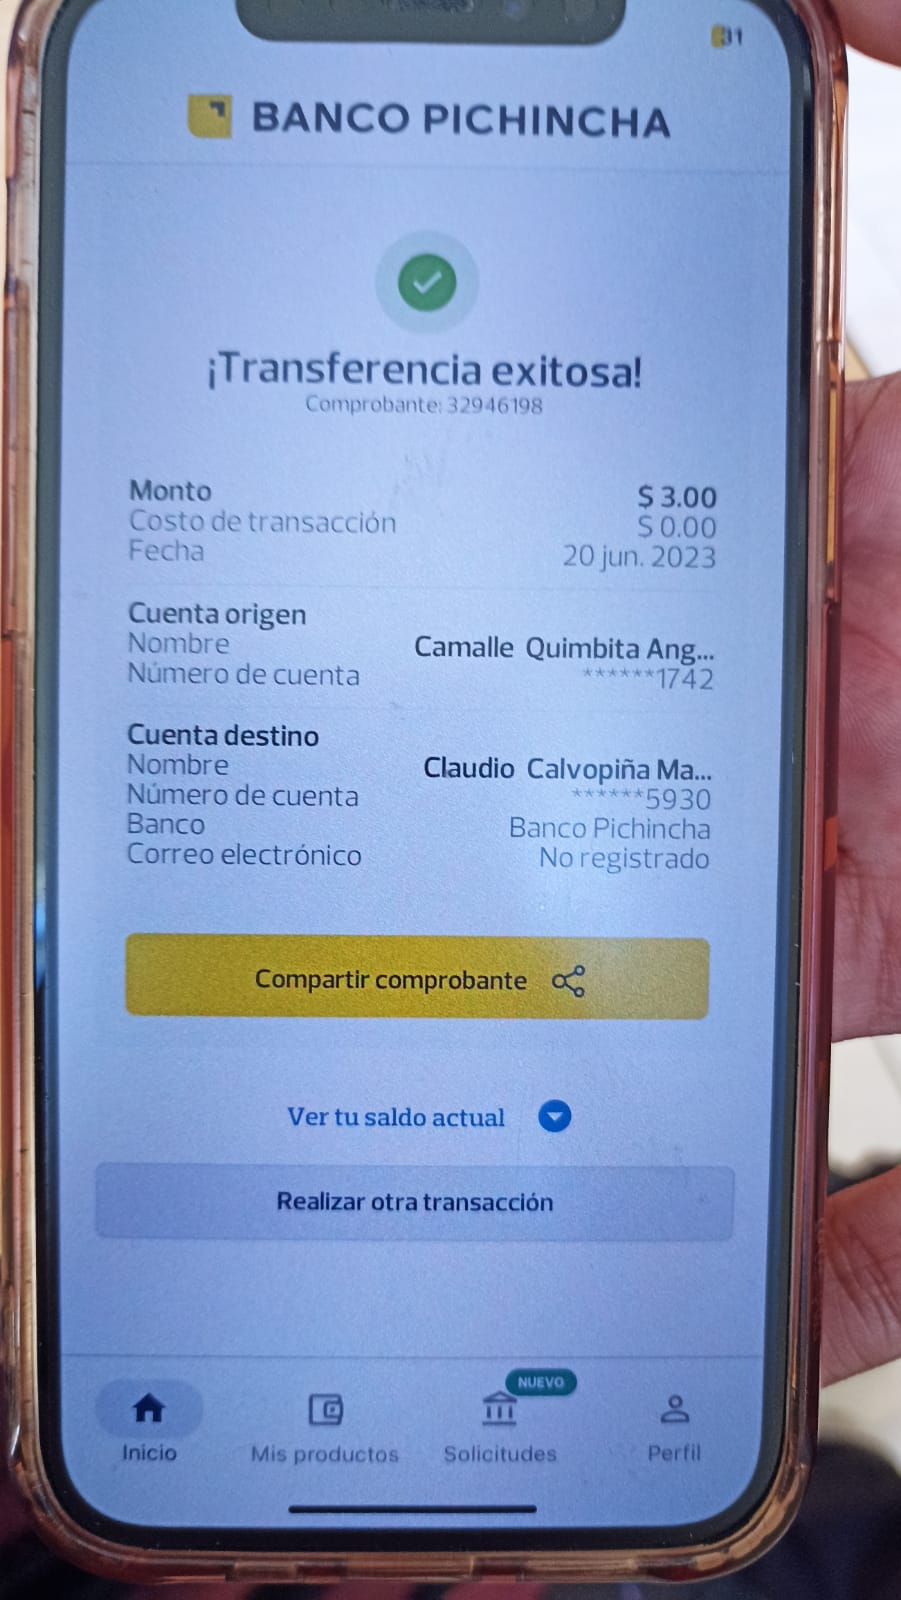 31
BANCO PICHINCHA
¡Transferencia exitosa!
Comprobante: 32946198
Monto $ 3.00
Costo de transacción $ 0.00
Fecha 20 jun. 2023
Cuenta origen
Nombre Camalle Quimbita Ang...
Número de cuenta ******1742
Cuenta destino
Nombre Claudio Calvopiña Ma...
Número de cuenta ******5930
Banco Banco Pichincha
Correo electrónico No registrado
Compartir comprobante
Ver tu saldo actual
Realizar otra transacción
NUEVO
Inicio Mis productos Solicitudes Perfil